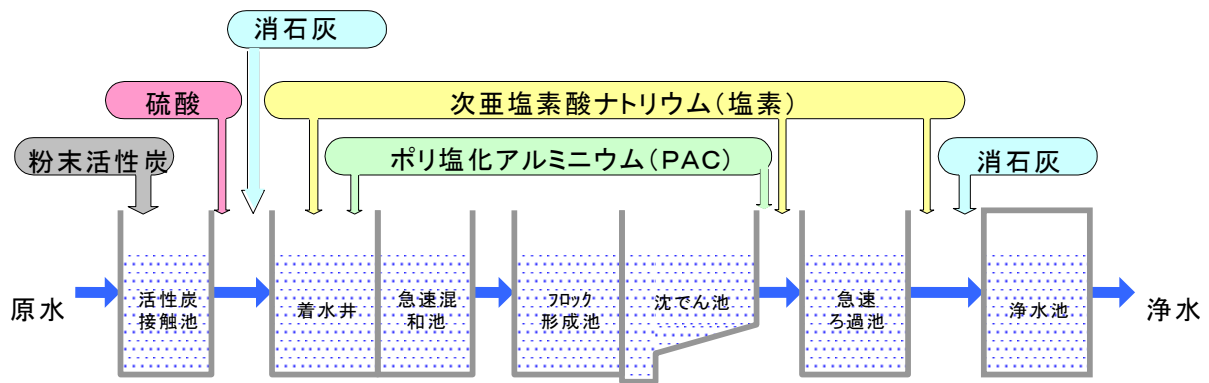 消石灰
硫酸
次亜塩素酸ナトリウム(塩素)
粉末活性炭
ポリ塩化アルミニウム(PAC)
消石灰
原水
活性炭
接触池
着水井
急速混
和池
フロック
形成池
沈でん池
急速
ろ過池
浄水池
浄水